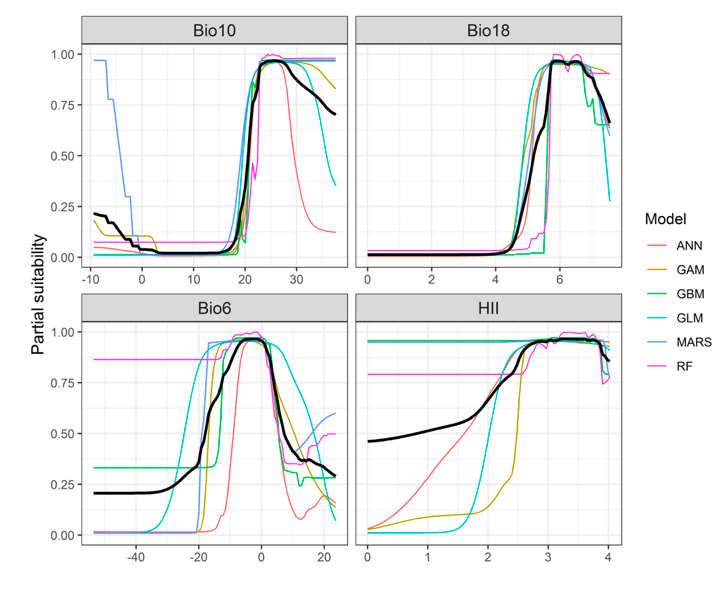 Bio10
Bio18
1.00
0.75
0.50
0.25
0.00
-10 0 10 20 30
0 2 4 6
Partial suitability
Bio6
HII
1.00
0.75
0.50
0.25
0.00
-40 -20 0 20
0 1 2 3 4
Model
ANN
GAM
GBM
GLM
MARS
RF